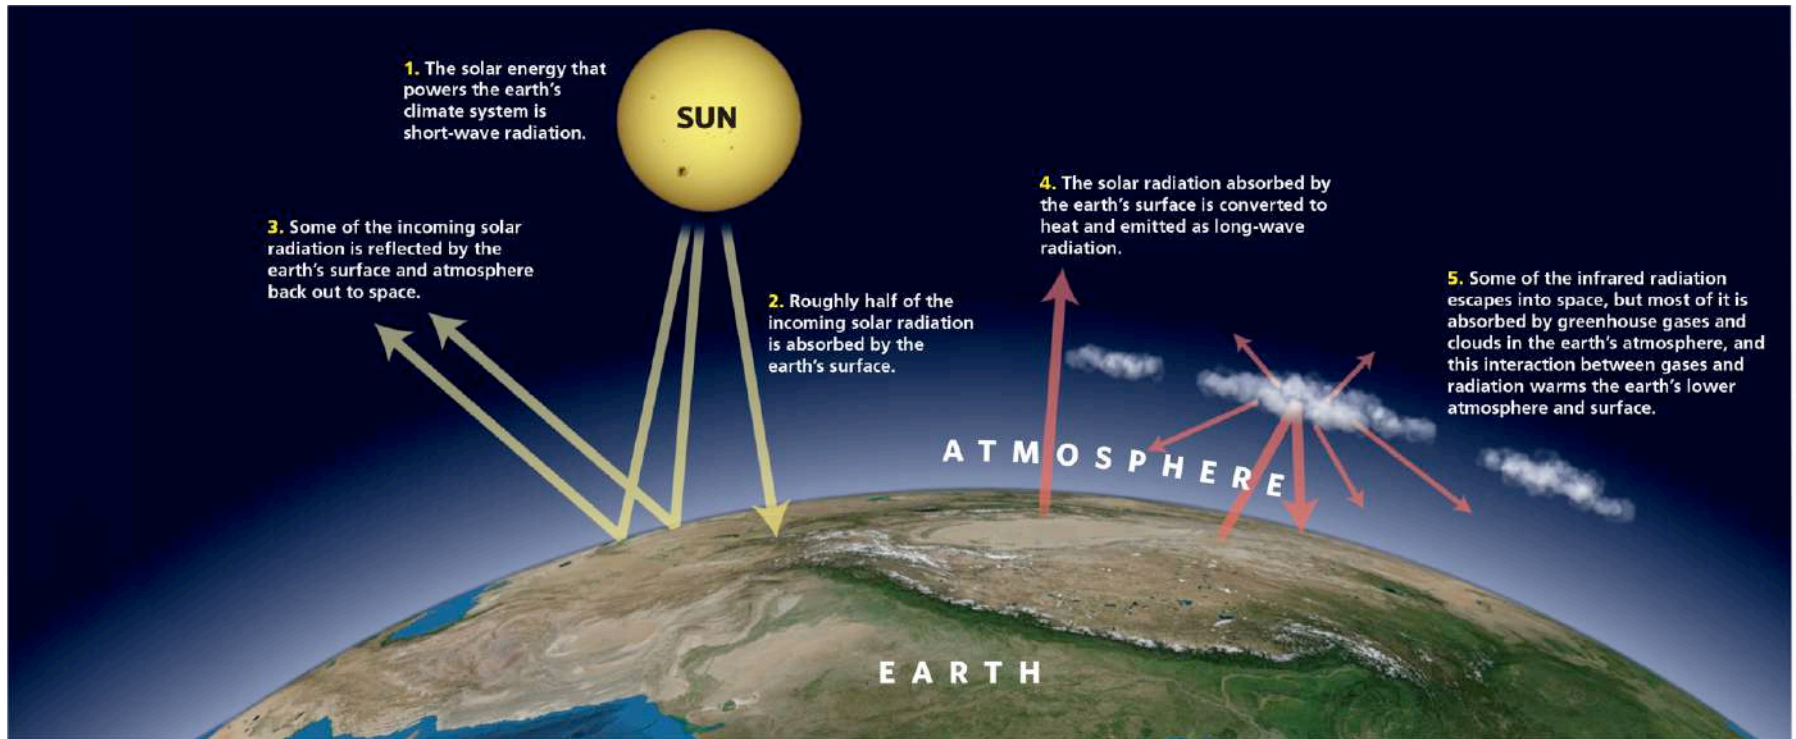 1. The solar energy that
powers the earth's
climate system is
short-wave radiation.
SUN
3. Some of the incoming solar
radiation is reflected by the
earth's surface and atmosphere
back out to space.
2. Roughly half of the
incoming solar radiation
is absorbed by the
earth's surface.
4. The solar radiation absorbed by
the earth's surface is converted to
heat and emitted as long-wave
radiation.
5. Some of the infrared radiation
escapes into space, but most of it is
absorbed by greenhouse gases and
clouds in the earth's atmosphere, and
this interaction between gases and
radiation warms the earth's lower
atmosphere and surface.
ATMOSPHERE
EARTH